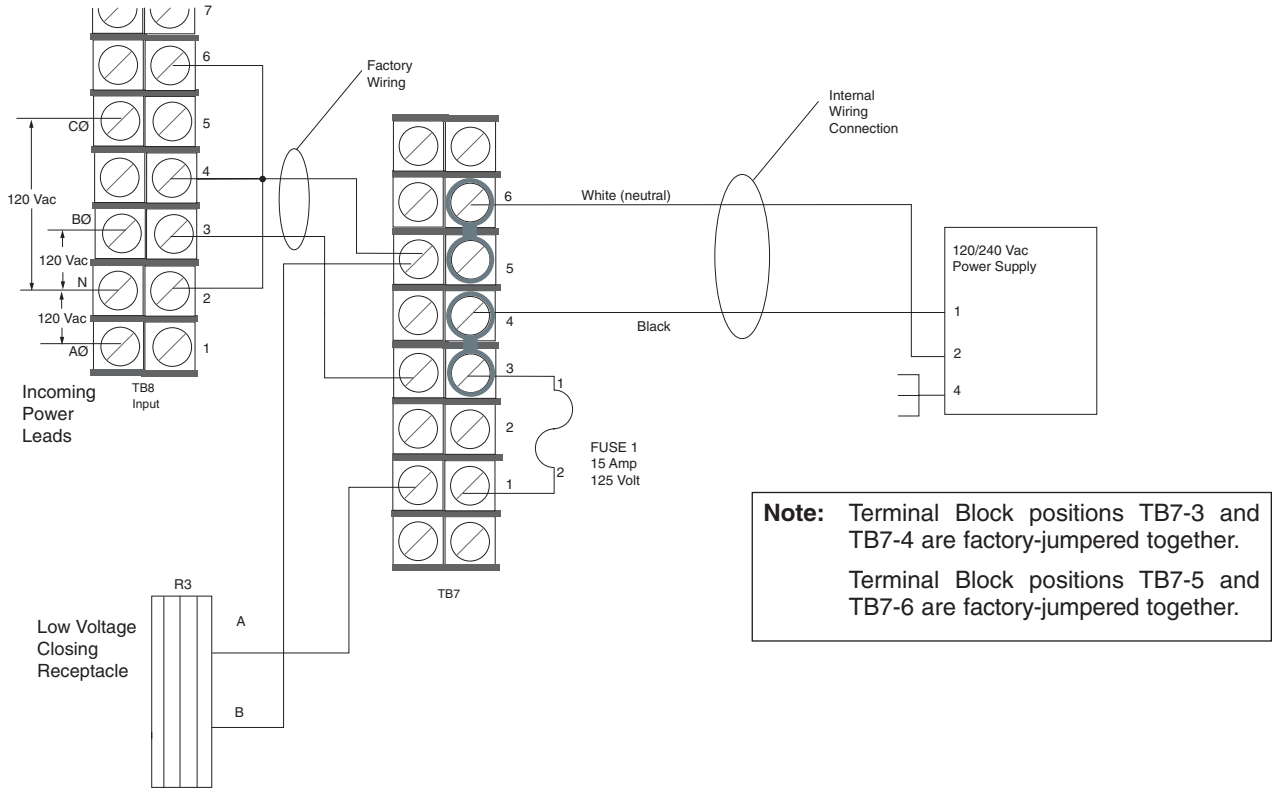 7
6
Factory
Wiring
CØ
5
4
120 Vac
BØ
3
120 Vac
N
2
120 Vac
AØ
1
Incoming
Power
Leads
TB8
Input
Internal
Wiring
Connection
6
White (neutral)
5
4
Black
3
2
1
1
2
FUSE 1
15 Amp
125 Volt
TB7
120/240 Vac
Power Supply
1
2
4
Note: Terminal Block positions TB7-3 and
TB7-4 are factory-jumpered together.
Terminal Block positions TB7-5 and
TB7-6 are factory-jumpered together.
R3
Low Voltage
Closing
Receptacle
A
B